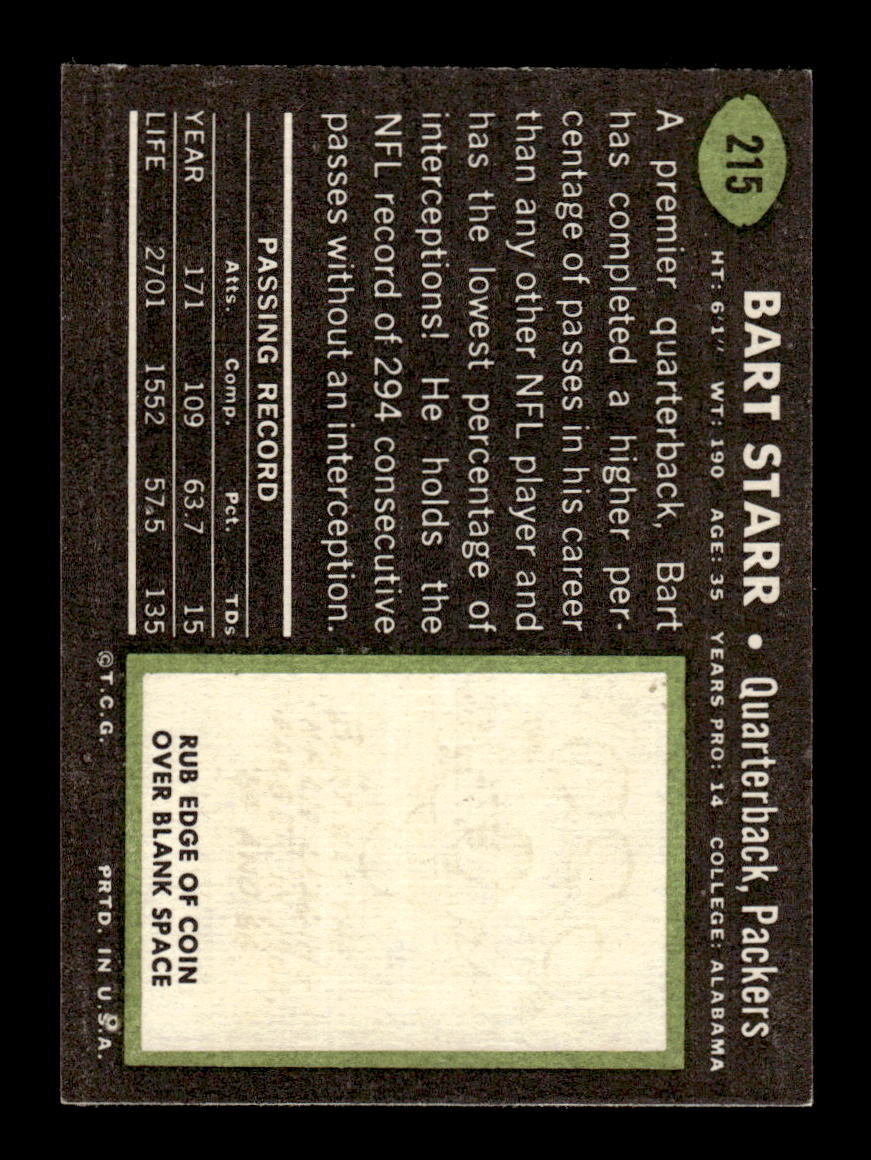 215
BART STARR • Quarterback, Packers
HT: 6'1" WT: 190 AGE: 35 YEARS PRO: 14 COLLEGE: ALABAMA
A premier quarterback, Bart
has completed a higher per-
centage of passes in his career
than any other NFL player and
has the lowest percentage of
interceptions! He holds the
NFL record of 294 consecutive
passes without an interception.
PASSING RECORD
Atts. Comp. Pct. TDs
YEAR 171 109 63.7 15
LIFE 2701 1552 57.5 135
RUB EDGE OF COIN
OVER BLANK SPACE
©T.C.G. PRTD. IN U.S.A.